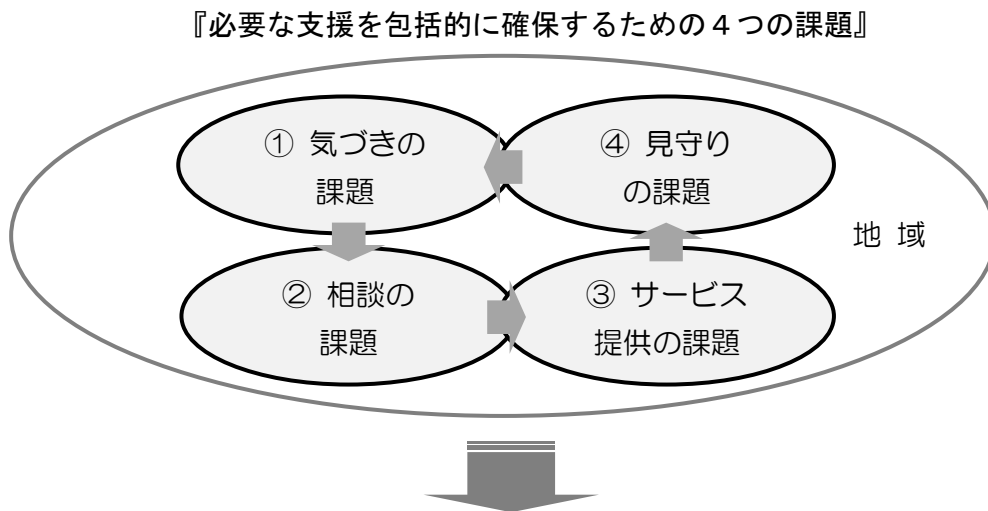 『必要な支援を包括的に確保するための４つの課題』
① 気づきの
課題
② 相談の
課題
③ サービス
提供の課題
④ 見守り
の課題
地 域